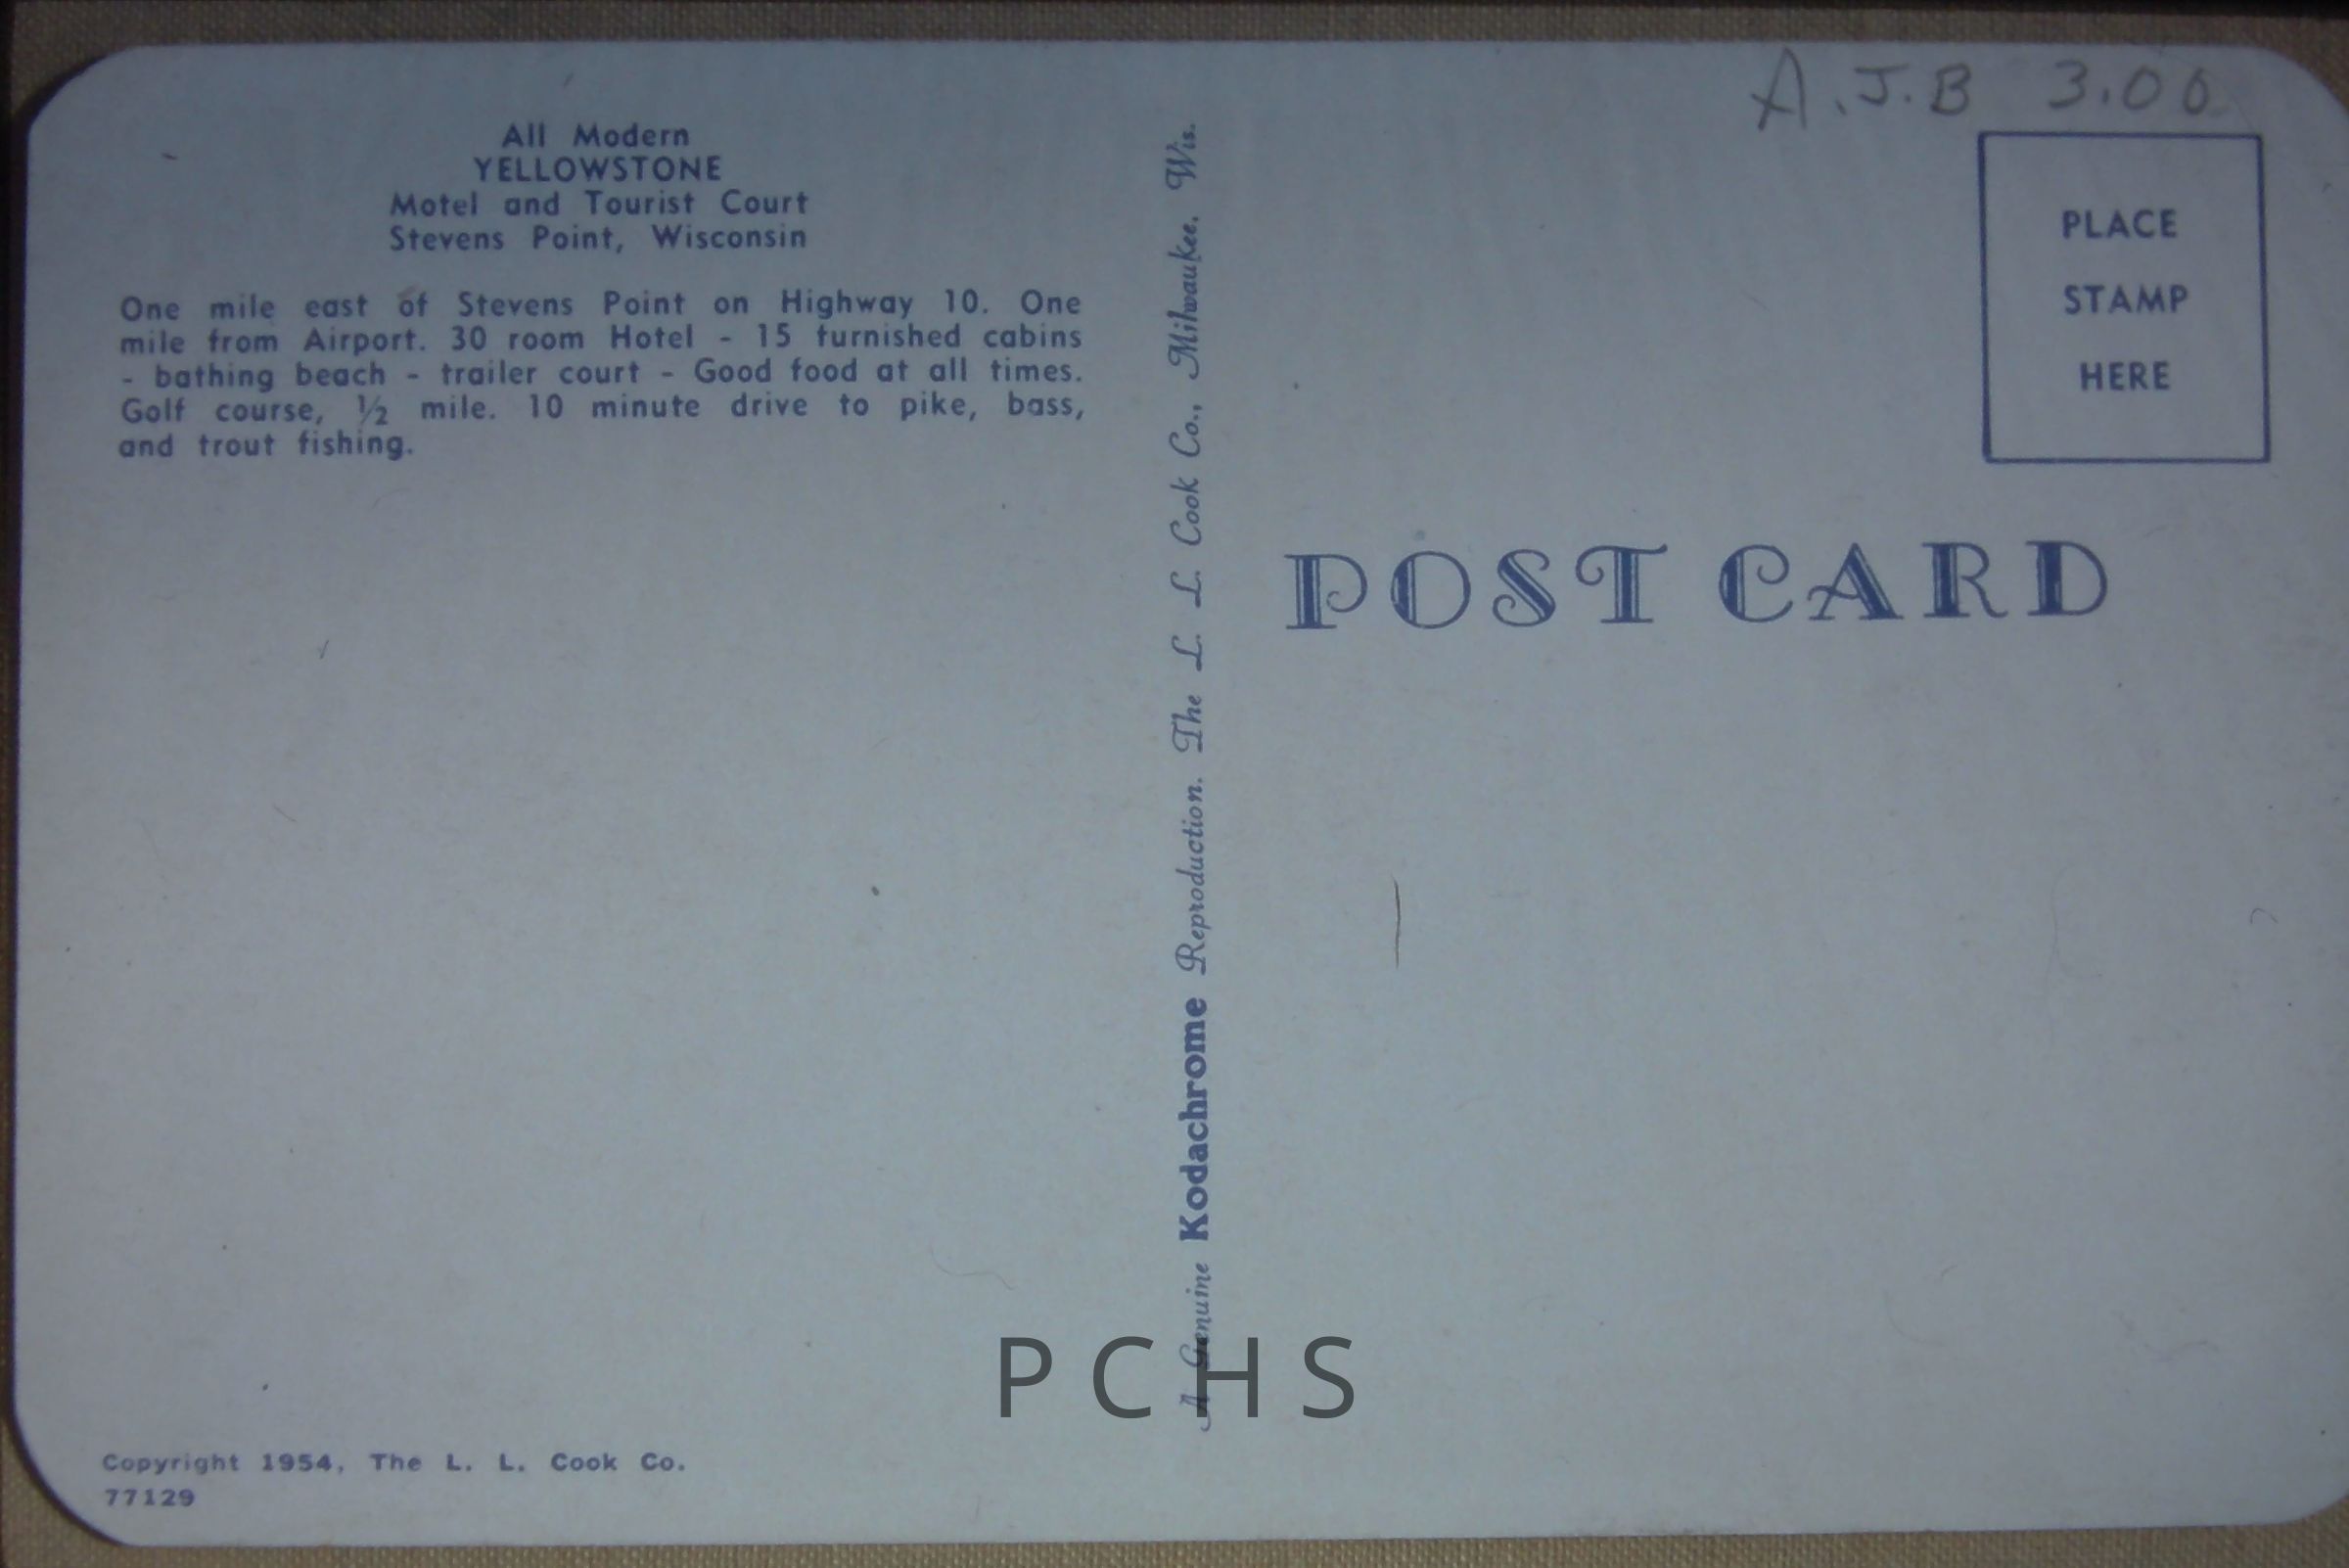 All Modern
YELLOWSTONE
Motel and Tourist Court
Stevens Point, Wisconsin
One mile east of Stevens Point on Highway 10. One
mile from Airport. 30 room Hotel - 15 furnished cabins
- bathing beach - trailer court - Good food at all times.
Golf course, ½ mile. 10 minute drive to pike, bass,
and trout fishing.
Copyright 1954, The L. L. Cook Co.
77129
A Genuine Kodachrome Reproduction. The L. L. Cook Co., Milwaukee. Wis.
A.J.B 3.00
PLACE
STAMP
HERE
POST CARD
PCHS